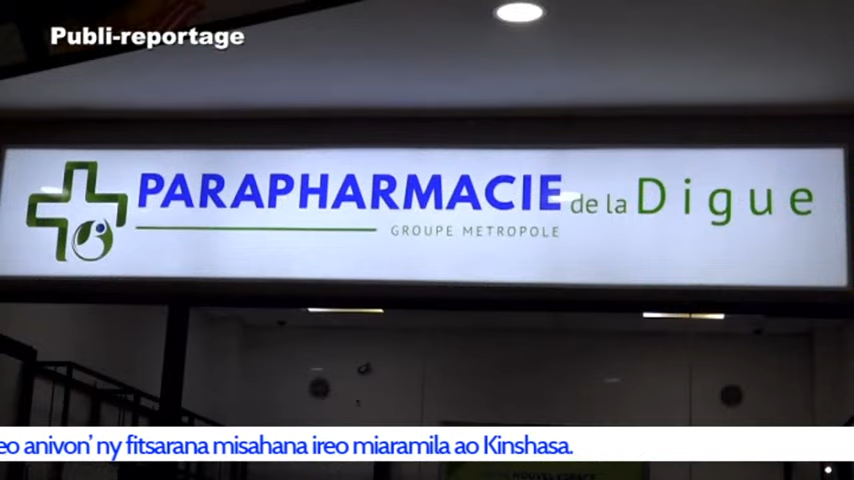 Publi-reportage
PARAPHARMACIE de la Digue
GROUPE METROPOLE
eo anivon' ny fitsarana misahana ireo miaramila ao Kinshasa.